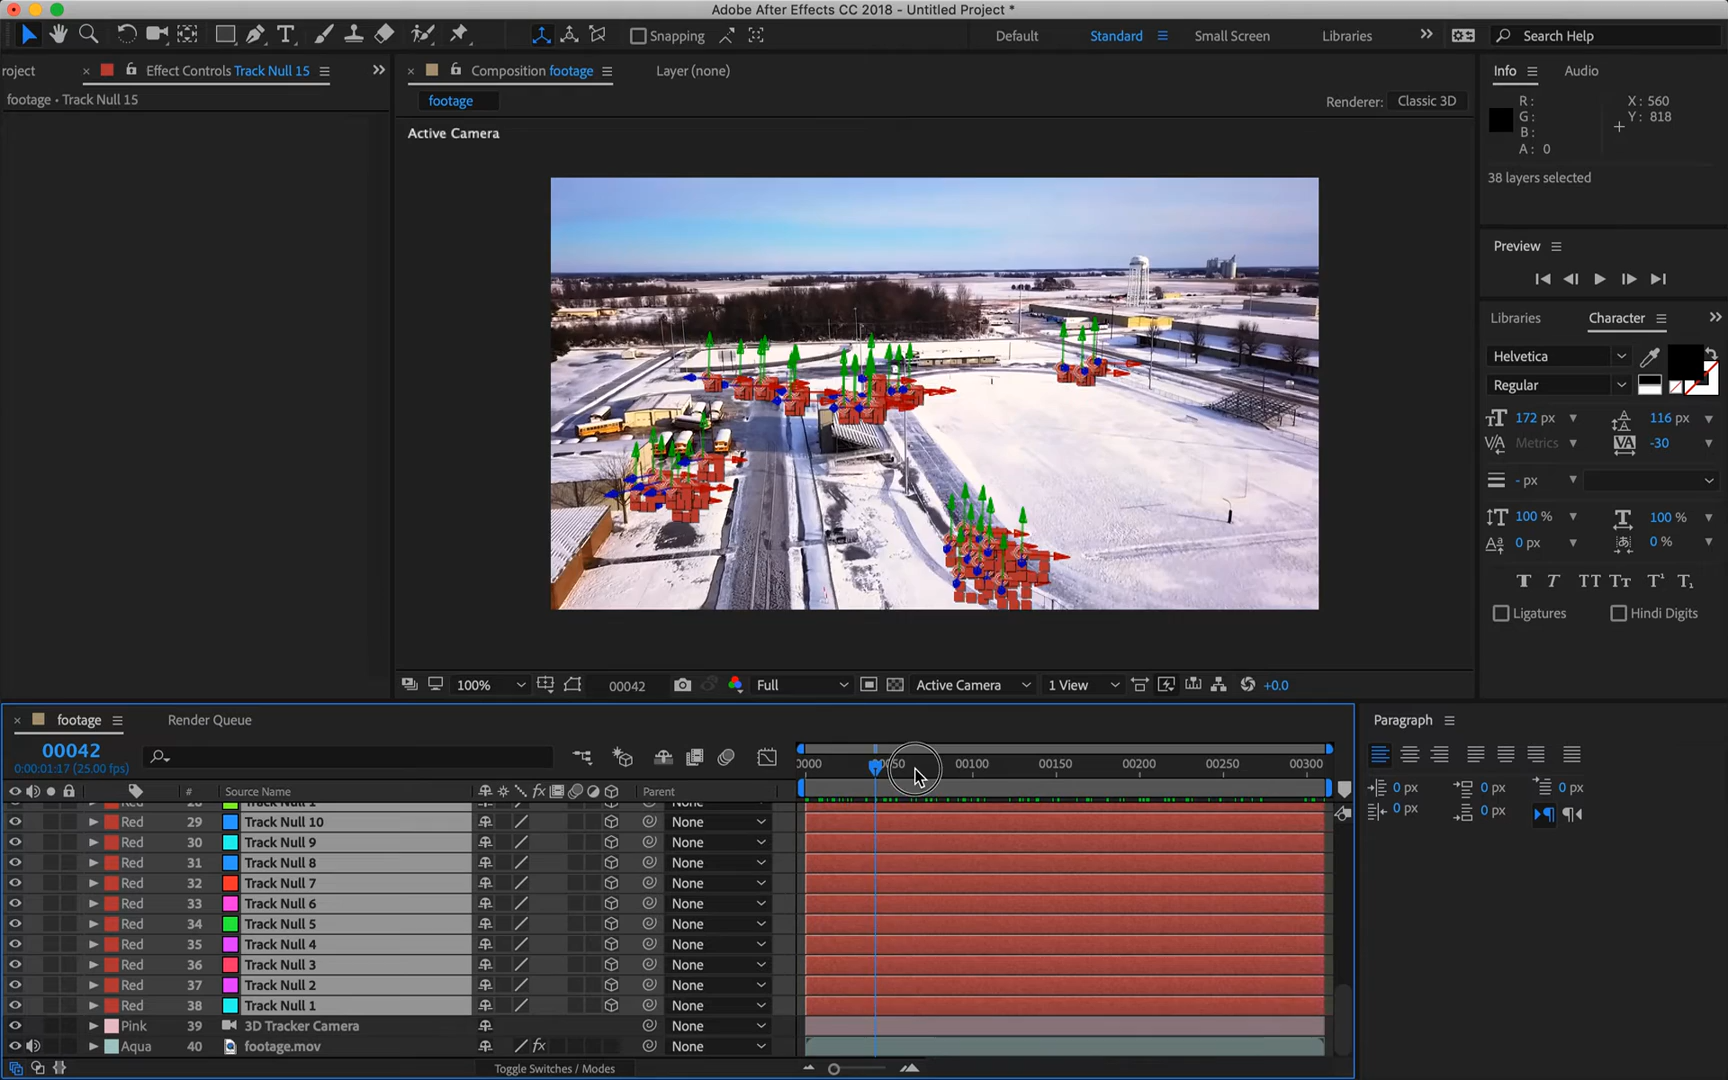 Adobe After Effects CC 2018 - Untitled Project *
Snapping
Default
Standard
Small Screen
Libraries
Search Help
roject
Effect Controls Track Null 15
footage • Track Null 15
Composition footage
Layer (none)
footage
Renderer: Classic 3D
Active Camera
Info
Audio
R:
G:
B:
A: 0
X: 560
Y: 818
38 layers selected
Preview
Libraries
Character
Helvetica
Regular
172 px
116 px
Metrics
-30
- px
100 %
100 %
0 px
0 %
Ligatures
Hindi Digits
100%
00042
Full
Active Camera
1 View
+0.0
footage
Render Queue
00042
0:00:01:17 (25.00 fps)
0000
00050
00100
00150
00200
00250
00300
#
Source Name
Parent
Red 29 Track Null 10 None
Red 30 Track Null 9 None
Red 31 Track Null 8 None
Red 32 Track Null 7 None
Red 33 Track Null 6 None
Red 34 Track Null 5 None
Red 35 Track Null 4 None
Red 36 Track Null 3 None
Red 37 Track Null 2 None
Red 38 Track Null 1 None
Pink 39 3D Tracker Camera None
Aqua 40 footage.mov None
Toggle Switches / Modes
Paragraph
0 px
0 px
0 px
0 px
0 px